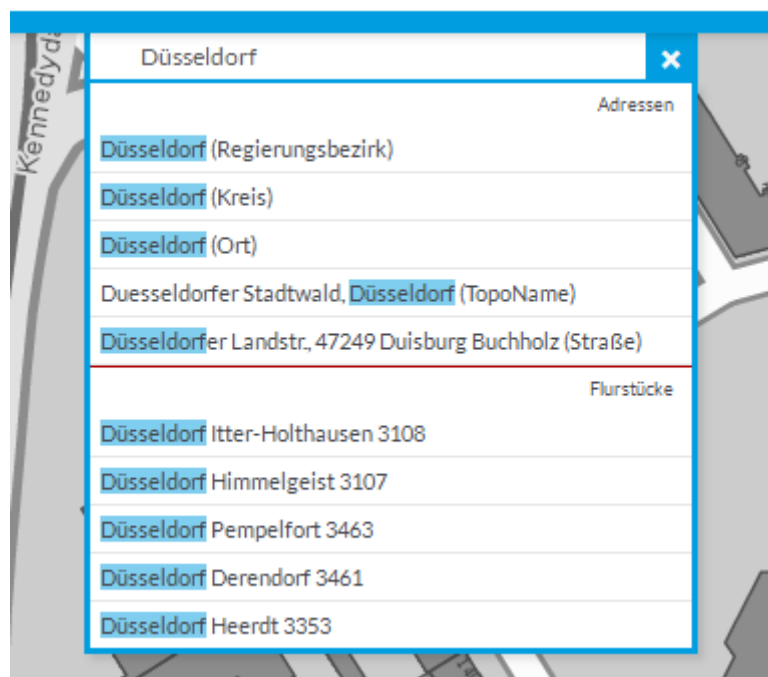 Kennedyda
Düsseldorf
Adressen
Düsseldorf (Regierungsbezirk)
Düsseldorf (Kreis)
Düsseldorf (Ort)
Duesseldorfer Stadtwald, Düsseldorf (TopoName)
Düsseldorfer Landstr., 47249 Duisburg Buchholz (Straße)
Flurstücke
Düsseldorf Itter-Holthausen 3108
Düsseldorf Himmelgeist 3107
Düsseldorf Pempelfort 3463
Düsseldorf Derendorf 3461
Düsseldorf Heerdt 3353